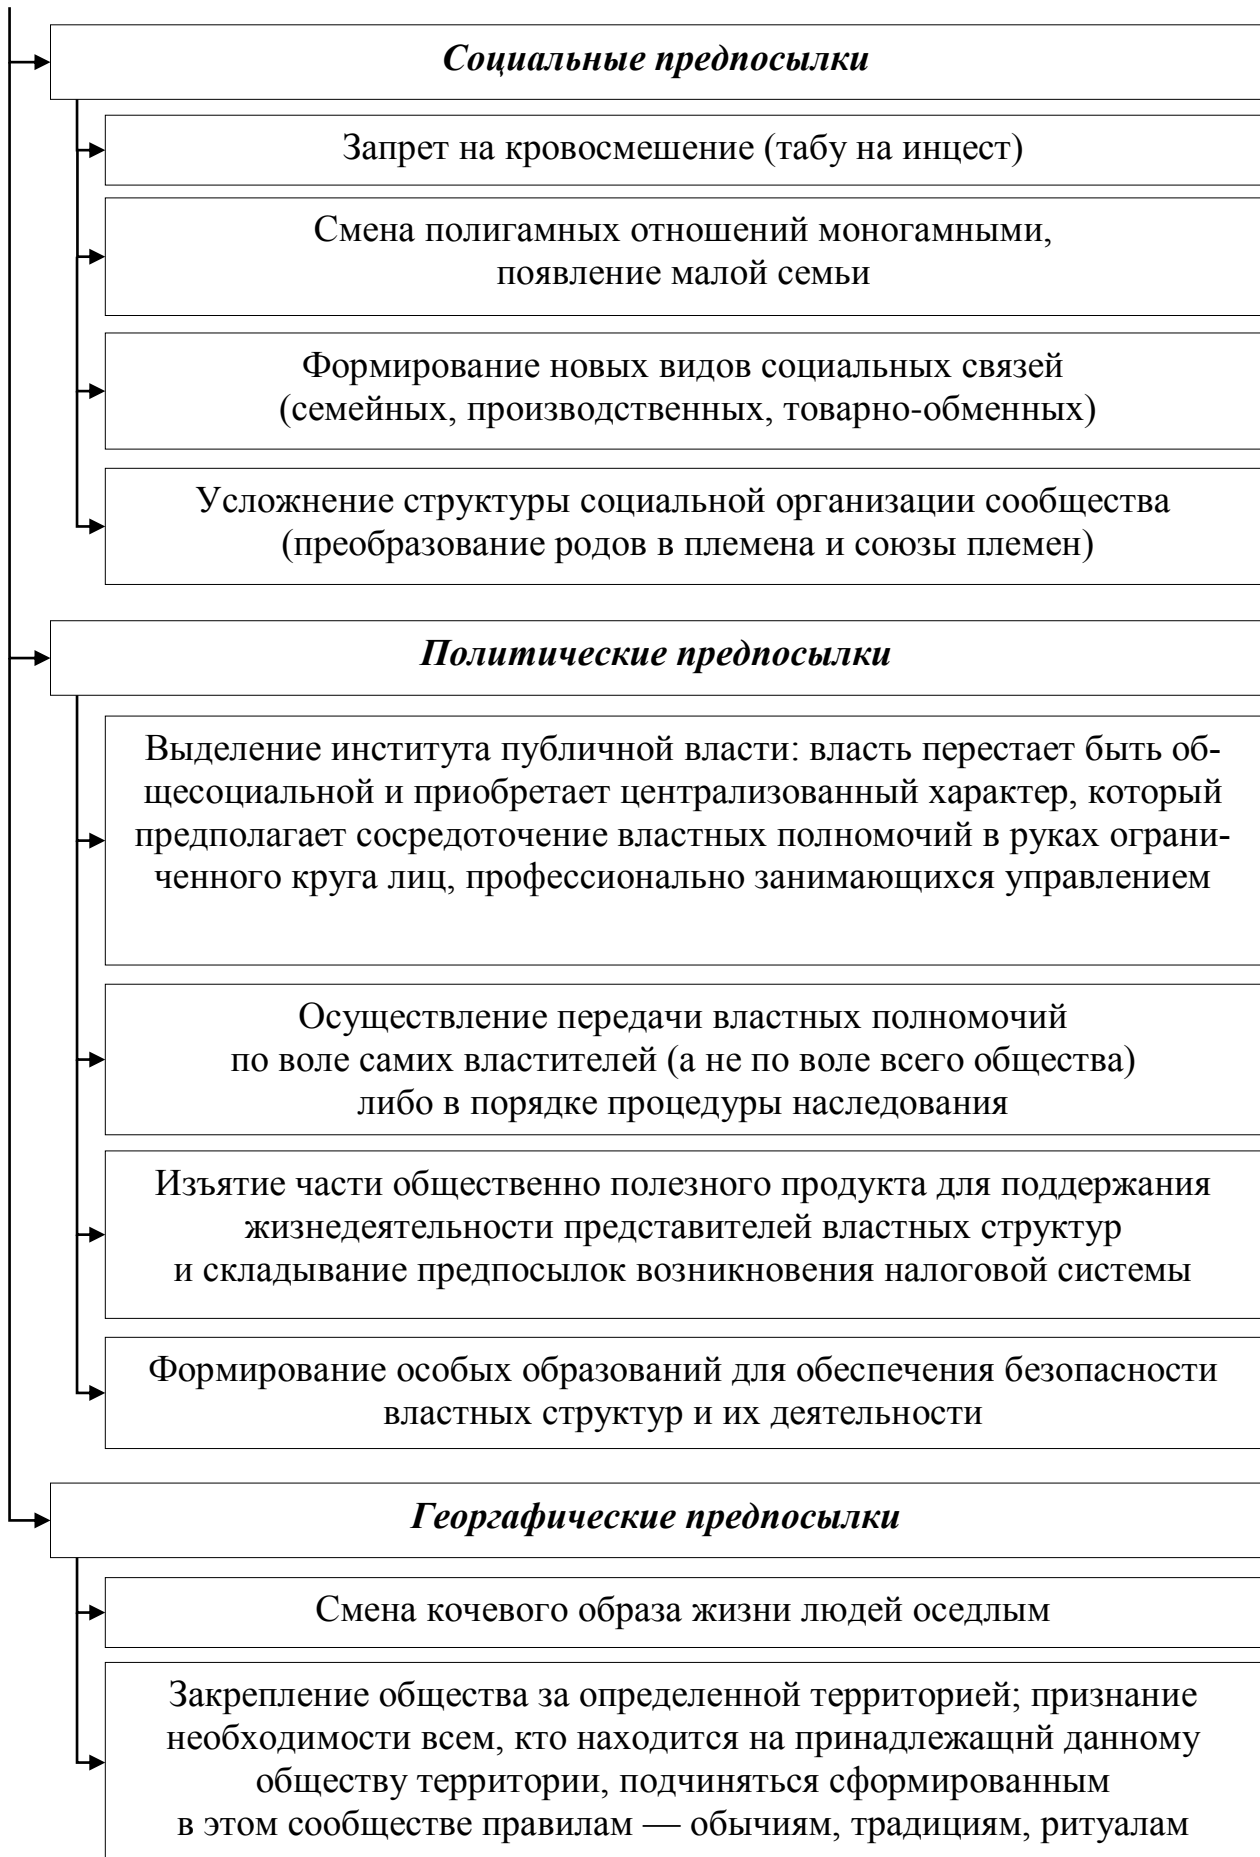 Социальные предпосылки
Запрет на кровосмешение (табу на инцест)
Смена полигамных отношений моногамными,
появление малой семьи
Формирование новых видов социальных связей
(семейных, производственных, товарно-обменных)
Усложнение структуры социальной организации сообщества
(преобразование родов в племена и союзы племен)
Политические предпосылки
Выделение института публичной власти: власть перестает быть об-
щесоциальной и приобретает централизованный характер, который
предполагает сосредоточение властных полномочий в руках ограни-
ченного круга лиц, профессионально занимающихся управлением
Осуществление передачи властных полномочий
по воле самих властителей (а не по воле всего общества)
либо в порядке процедуры наследования
Изъятие части общественно полезного продукта для поддержания
жизнедеятельности представителей властных структур
и складывание предпосылок возникновения налоговой системы
Формирование особых образований для обеспечения безопасности
властных структур и их деятельности
Георгафические предпосылки
Смена кочевого образа жизни людей оседлым
Закрепление общества за определенной территорией; признание
необходимости всем, кто находится на принадлежащнй данному
обществу территории, подчиняться сформированным
в этом сообществе правилам — обычиям, традициям, ритуалам